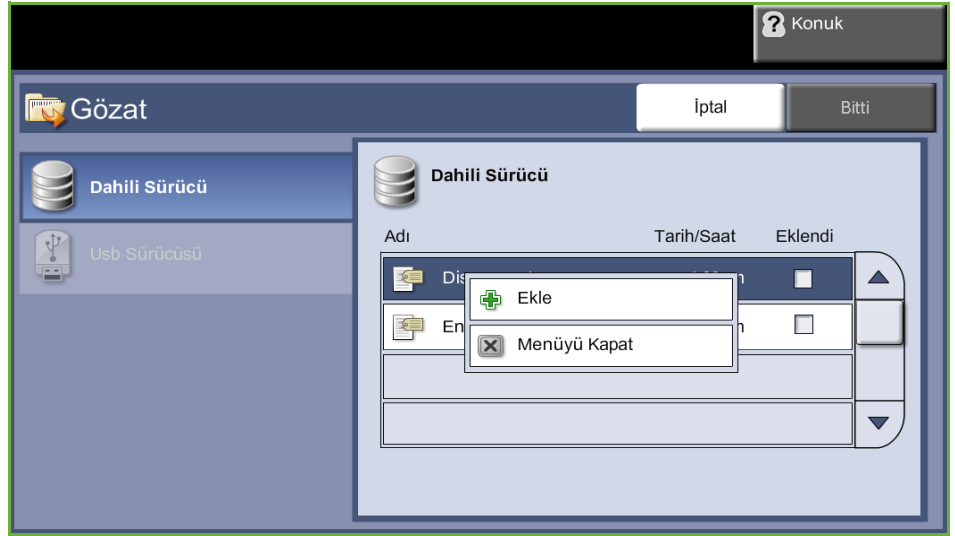 Konuk
Gözat
İptal
Bitti
Dahili Sürücü
Usb Sürücüsü
Dahili Sürücü
Adı
Tarih/Saat
Eklendi
Ekle
Menüyü Kapat